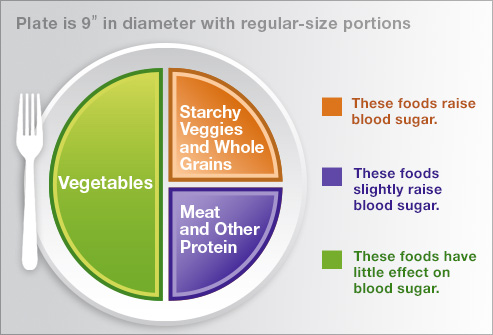 Plate is 9" in diameter with regular-size portions
Vegetables
Starchy
Veggies
and Whole
Grains
Meat
and Other
Protein
These foods raise
blood sugar.
These foods
slightly raise
blood sugar.
These foods have
little effect on
blood sugar.